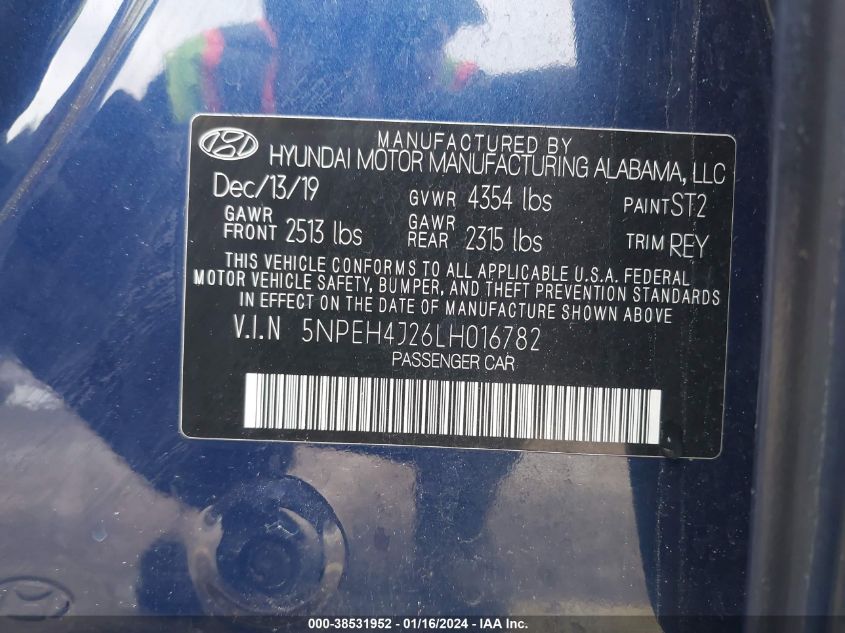 MANUFACTURED BY
HYUNDAI MOTOR MANUFACTURING ALABAMA, LLC
Dec/13/19 GVWR 4354 lbs PAINT ST2
GAWR FRONT 2513 lbs GAWR REAR 2315 lbs TRIM REY
THIS VEHICLE CONFORMS TO ALL APPLICABLE U.S.A. FEDERAL
MOTOR VEHICLE SAFETY, BUMPER, AND THEFT PREVENTION STANDARDS
IN EFFECT ON THE DATE OF MANUFACTURE SHOWN ABOVE
V.I.N 5NPEH4J26LH016782
PASSENGER CAR
000-38531952 - 01/16/2024 - IAA Inc.